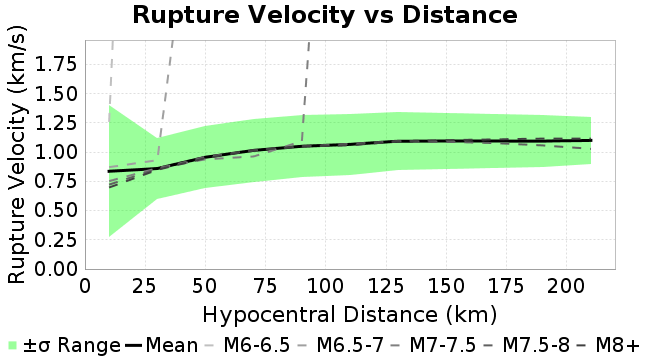 Rupture Velocity vs Distance
Rupture Velocity (km/s)
1.75
1.50
1.25
1.00
0.75
0.50
0.25
0.00
0 25 50 75 100 125 150 175 200
Hypocentral Distance (km)
±σ Range Mean M6-6.5 M6.5-7 M7-7.5 M7.5-8 M8+